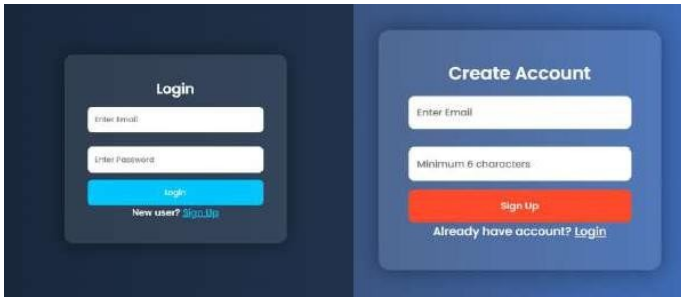 Login
Enter Email
Enter Password
Login
New user? Sign Up
Create Account
Enter Email
Minimum 6 characters
Sign Up
Already have account? Login